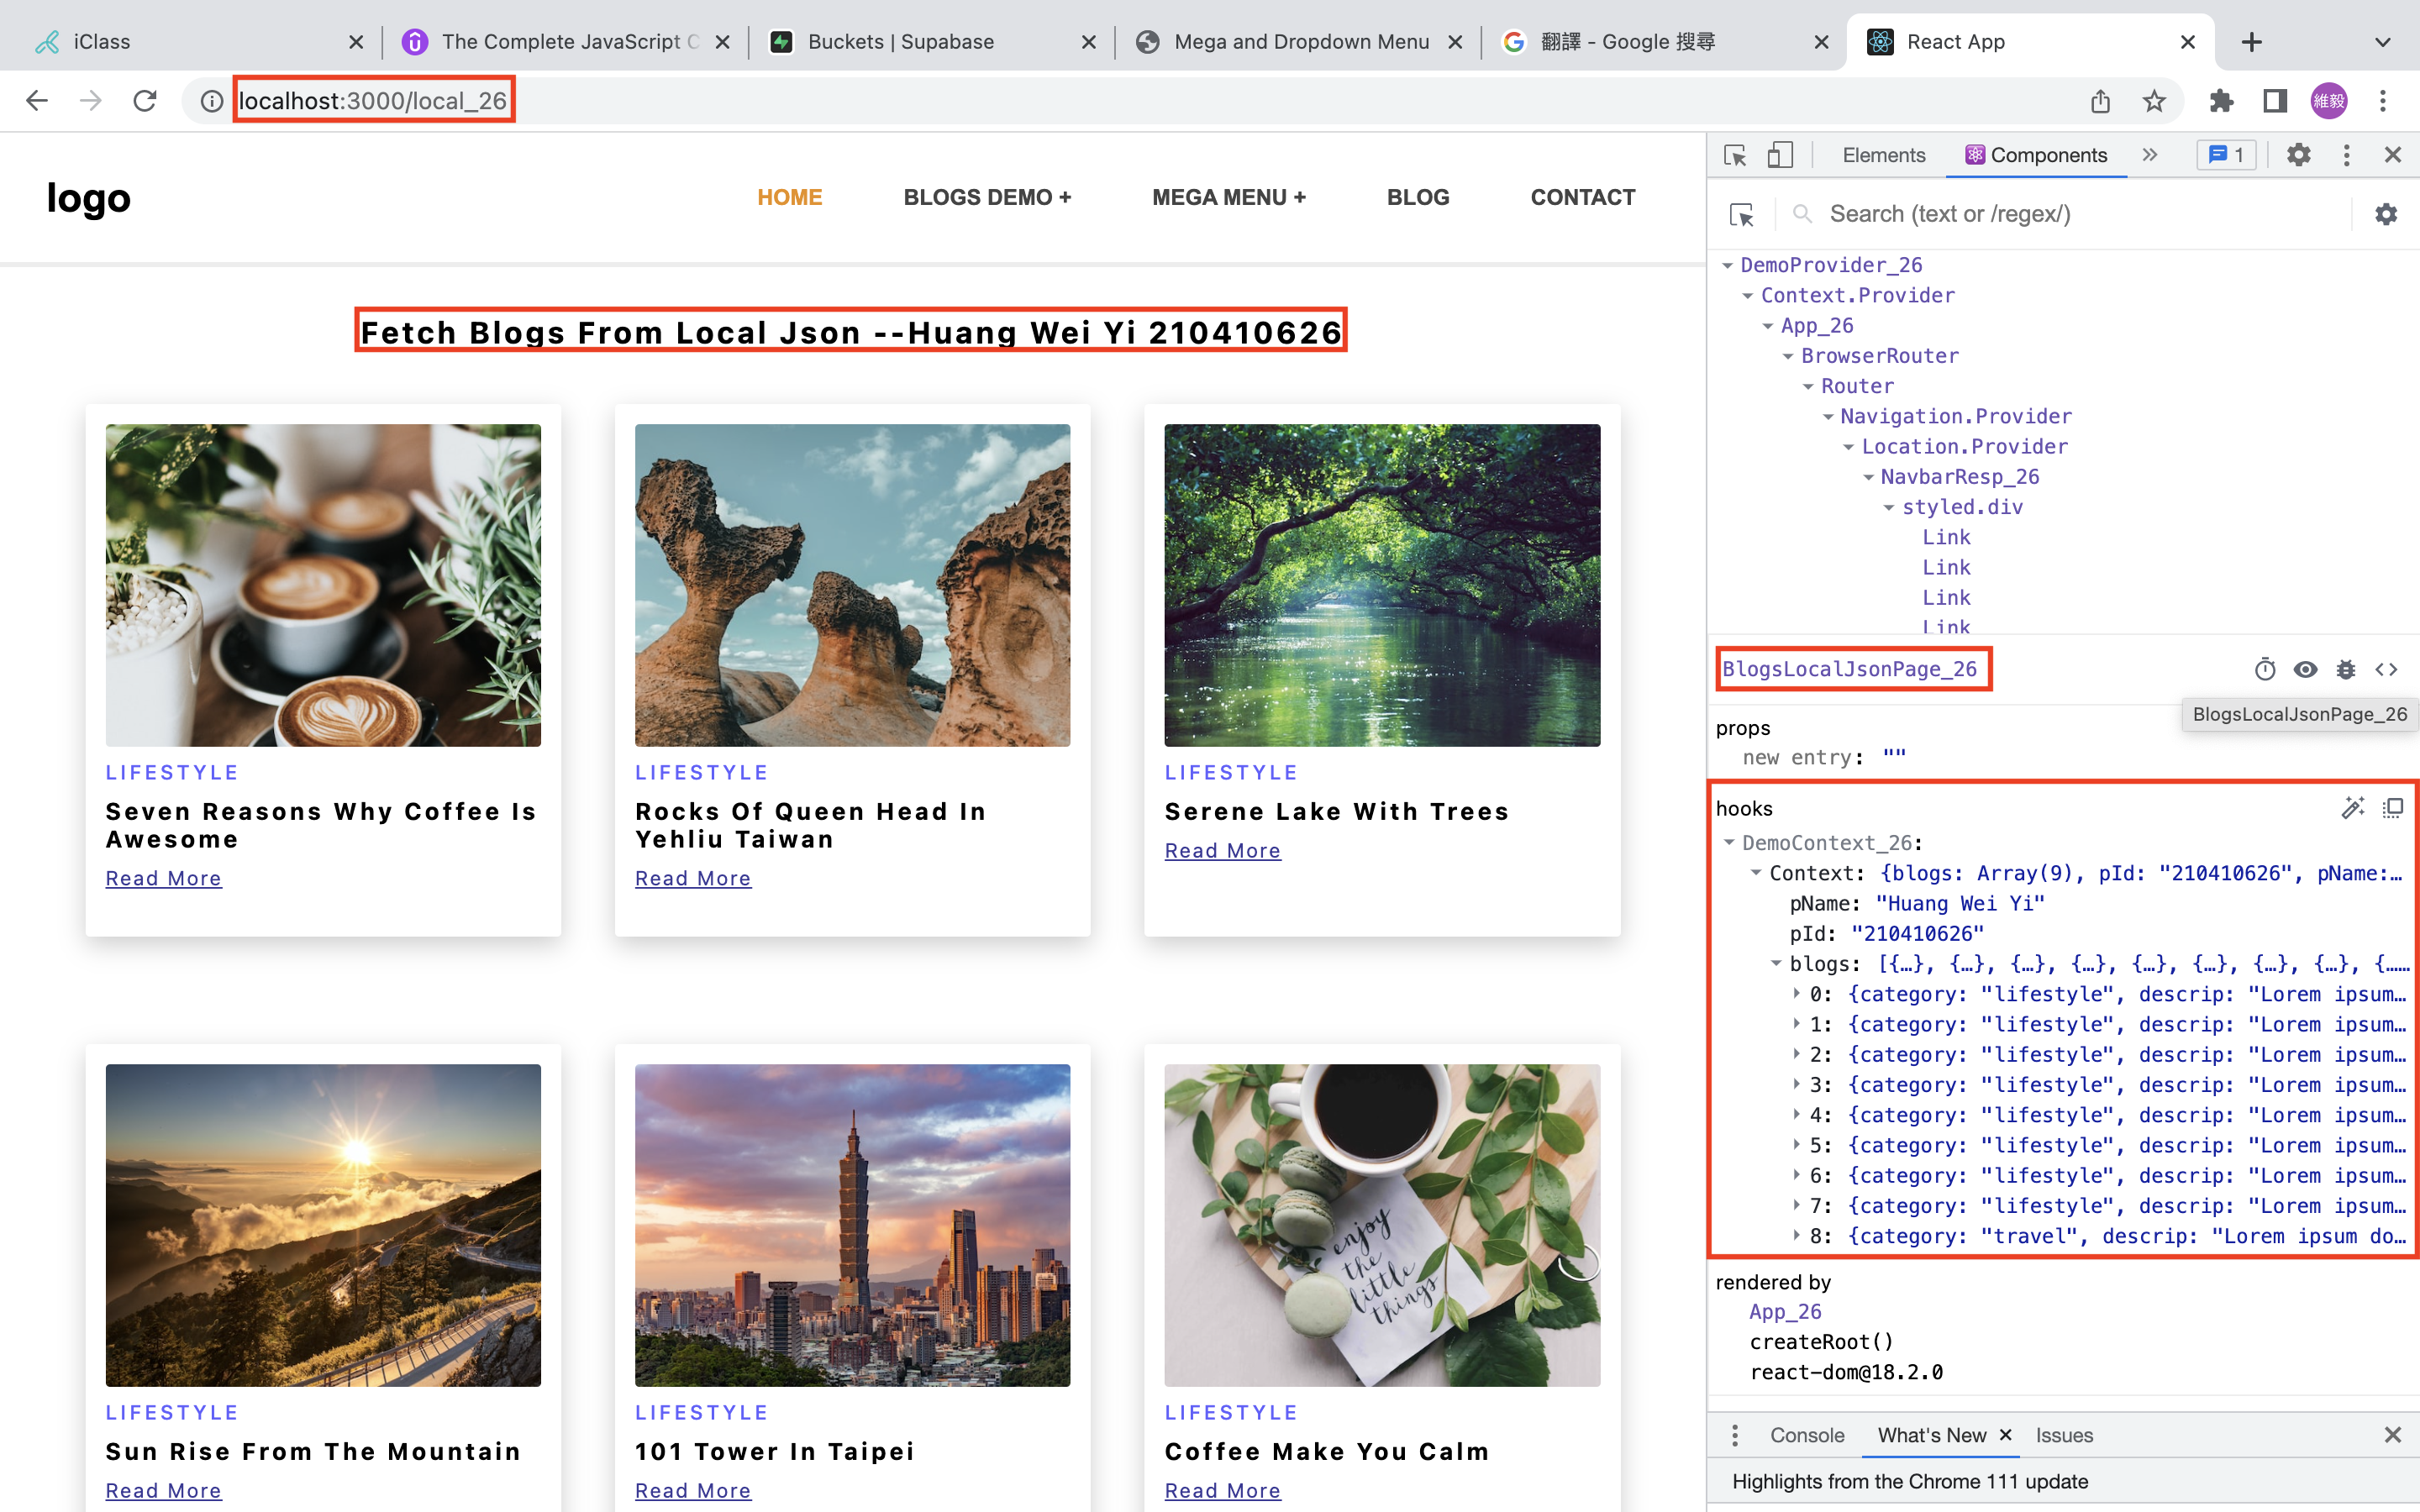 iClass
The Complete JavaScript C
Buckets | Supabase
Mega and Dropdown Menu
翻譯 - Google 搜尋
React App
localhost:3000/local_26
維毅
logo
HOME
BLOGS DEMO +
MEGA MENU +
BLOG
CONTACT
Fetch Blogs From Local Json --Huang Wei Yi 210410626
LIFESTYLE
Seven Reasons Why Coffee Is
Awesome
Read More
LIFESTYLE
Rocks Of Queen Head In
Yehliu Taiwan
Read More
LIFESTYLE
Serene Lake With Trees
Read More
enjoy
the
little
things
LIFESTYLE
Sun Rise From The Mountain
Read More
LIFESTYLE
101 Tower In Taipei
Read More
LIFESTYLE
Coffee Make You Calm
Read More
Elements
Components
1
Search (text or /regex/)
DemoProvider_26
Context.Provider
App_26
BrowserRouter
Router
Navigation.Provider
Location.Provider
NavbarResp_26
styled.div
Link
Link
Link
Link
BlogsLocalJsonPage_26
BlogsLocalJsonPage_26
props
new entry: ""
hooks
DemoContext_26:
Context: {blogs: Array(9), pId: "210410626", pName:…
pName: "Huang Wei Yi"
pId: "210410626"
blogs: [{…}, {…}, {…}, {…}, {…}, {…}, {…}, {…}, {……
0: {category: "lifestyle", descrip: "Lorem ipsum…
1: {category: "lifestyle", descrip: "Lorem ipsum…
2: {category: "lifestyle", descrip: "Lorem ipsum…
3: {category: "lifestyle", descrip: "Lorem ipsum…
4: {category: "lifestyle", descrip: "Lorem ipsum…
5: {category: "lifestyle", descrip: "Lorem ipsum…
6: {category: "lifestyle", descrip: "Lorem ipsum…
7: {category: "lifestyle", descrip: "Lorem ipsum…
8: {category: "travel", descrip: "Lorem ipsum do…
rendered by
App_26
createRoot()
react-dom@18.2.0
Console
What's New
Issues
Highlights from the Chrome 111 update